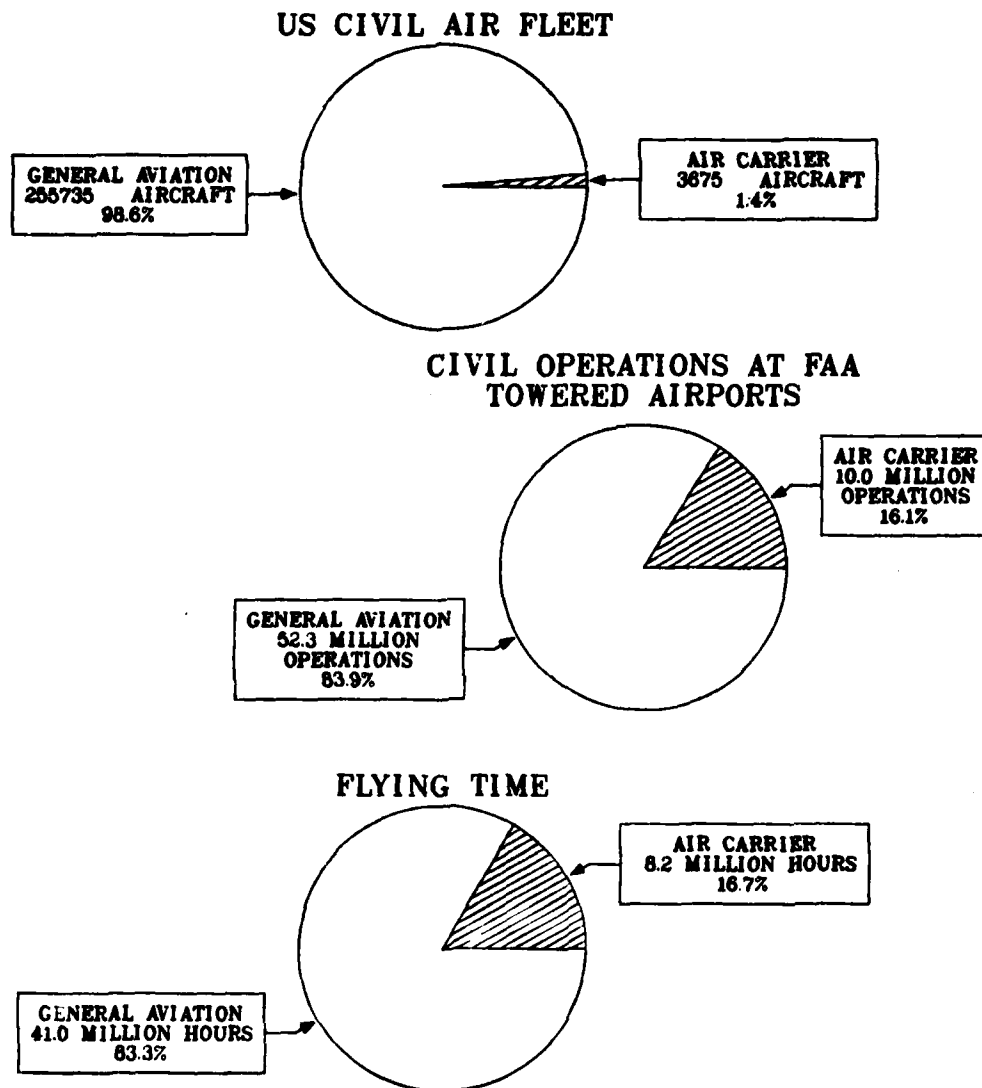 US CIVIL AIR FLEET
GENERAL AVIATION
255735 AIRCRAFT
98.6%
AIR CARRIER
3675 AIRCRAFT
1.4%
CIVIL OPERATIONS AT FAA
TOWERED AIRPORTS
AIR CARRIER
10.0 MILLION
OPERATIONS
16.1%
GENERAL AVIATION
52.3 MILLION
OPERATIONS
83.9%
FLYING TIME
AIR CARRIER
8.2 MILLION HOURS
16.7%
GENERAL AVIATION
41.0 MILLION HOURS
83.3%